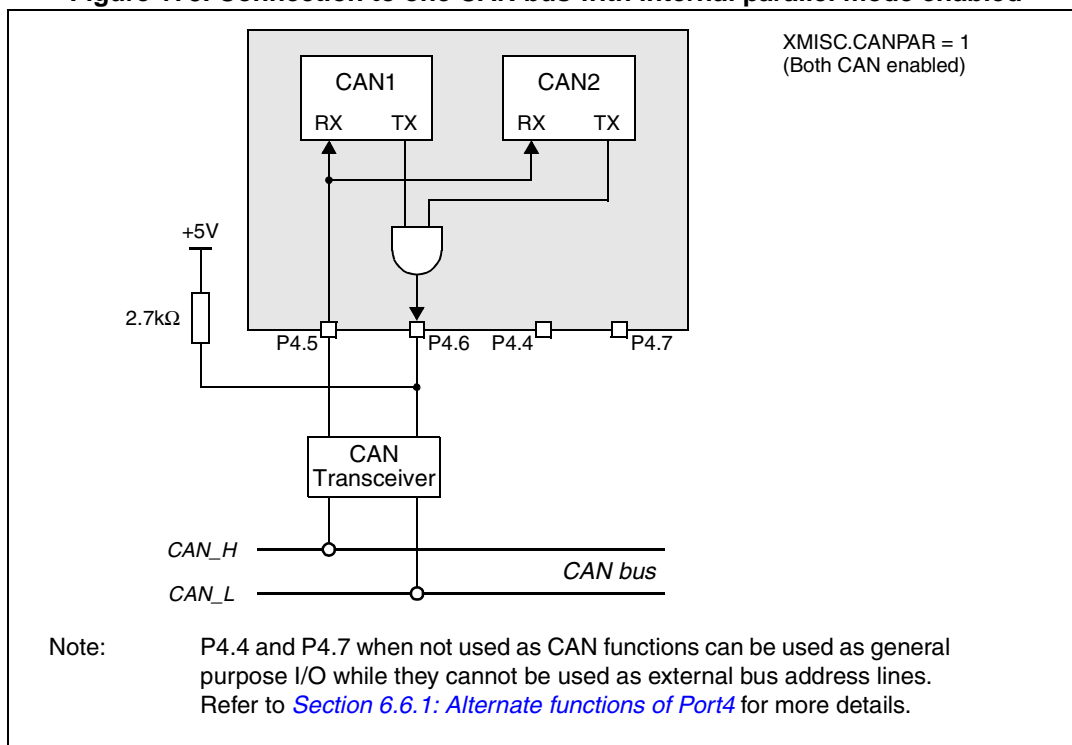 XMISC.CANPAR = 1
(Both CAN enabled)
CAN1
RX TX
CAN2
RX TX
+5V
2.7kΩ
P4.5
P4.6
P4.4
P4.7
CAN
Transceiver
CAN_H
CAN bus
CAN_L
Note: P4.4 and P4.7 when not used as CAN functions can be used as general
purpose I/O while they cannot be used as external bus address lines.
Refer to Section 6.6.1: Alternate functions of Port4 for more details.